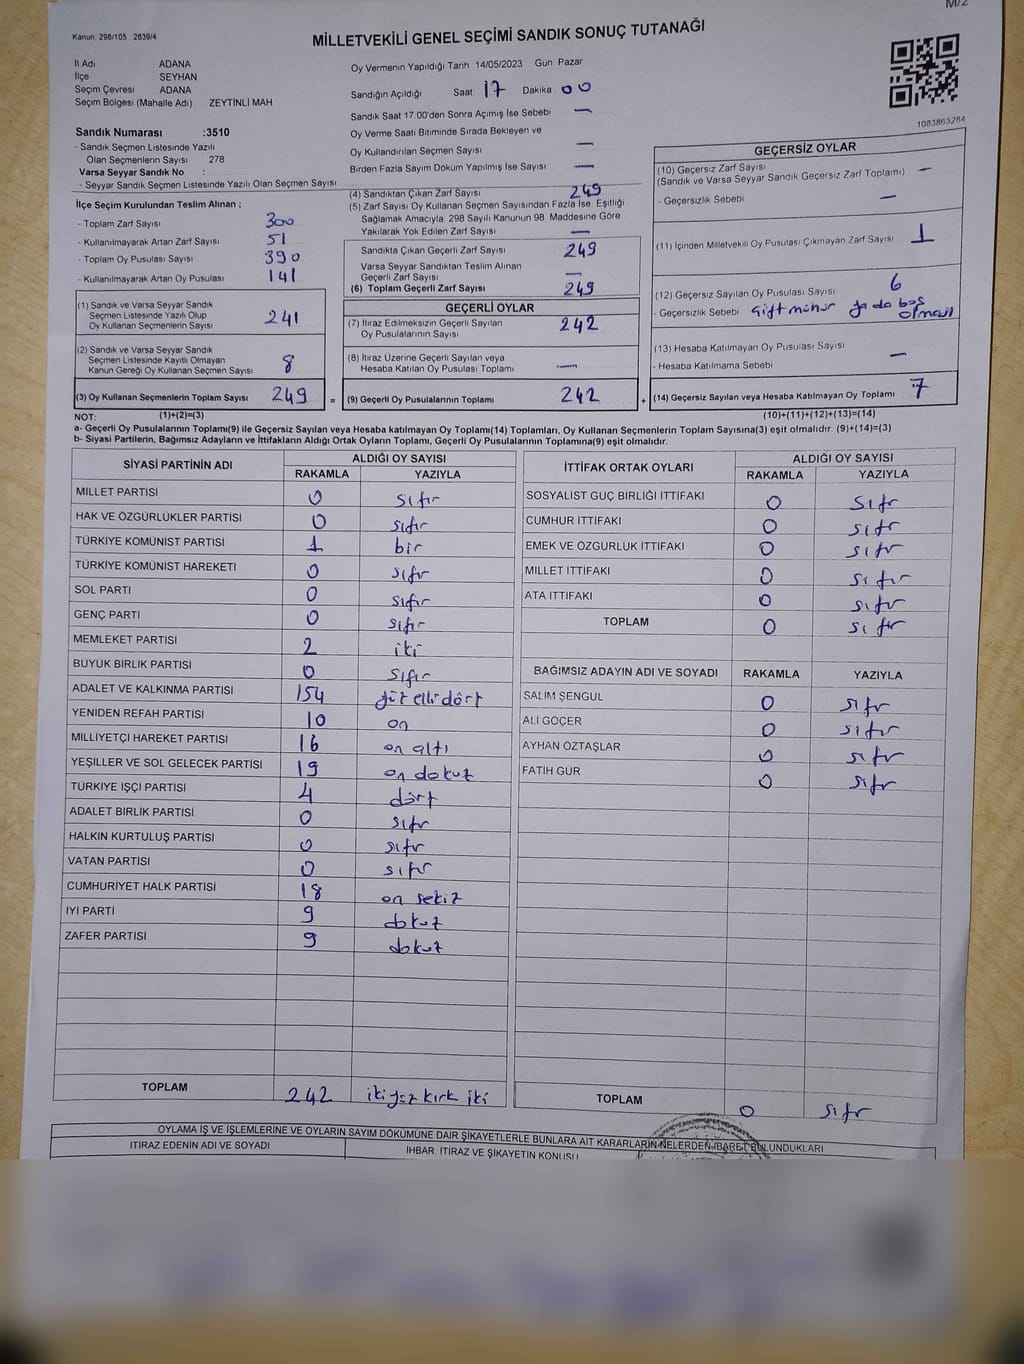 M/2
Kanun: 298/105 2839/4
MİLLETVEKİLİ GENEL SEÇİMİ SANDIK SONUÇ TUTANAĞI
İl Adı ADANA
İlçe SEYHAN
Seçim Çevresi ADANA
Seçim Bölgesi (Mahalle Adı) ZEYTİNLİ MAH
Sandık Numarası :3510
- Sandık Seçmen Listesinde Yazılı
Olan Seçmenlerin Sayısı : 278
Varsa Seyyar Sandık No :
- Seyyar Sandık Seçmen Listesinde Yazılı Olan Seçmen Sayısı
Oy Vermenin Yapıldığı Tarih 14/05/2023 Gün Pazar
Sandığın Açıldığı Saat 17 Dakika 00
Sandık Saat 17:00'den Sonra Açımış İse Sebebi —
Oy Verme Saati Bitiminde Sırada Bekleyen ve
Oy Kullandırılan Seçmen Sayısı —
Birden Fazla Sayım Döküm Yapılmış İse Sayısı —
1083863284
İlçe Seçim Kurulundan Teslim Alınan ;
- Toplam Zarf Sayısı 300
- Kullanılmayarak Artan Zarf Sayısı 51
- Toplam Oy Pusulası Sayısı 390
- Kullanılmayarak Artan Oy Pusulası 141
(1) Sandık ve Varsa Seyyar Sandık
Seçmen Listesinde Yazılı Olup
Oy Kullanan Seçmenlerin Sayısı 241
(2) Sandık ve Varsa Seyyar Sandık
Seçmen Listesinde Kayıtlı Olmayan
Kanun Gereği Oy Kullanan Seçmen Sayısı 8
(3) Oy Kullanan Seçmenlerin Toplam Sayısı 249 =
(4) Sandıktan Çıkan Zarf Sayısı 249
(5) Zarf Sayısı Oy Kullanan Seçmen Sayısından Fazla İse, Eşitliği
Sağlamak Amacıyla 298 Sayılı Kanunun 98. Maddesine Göre
Yakılarak Yok Edilen Zarf Sayısı —
Sandıkta Çıkan Geçerli Zarf Sayısı 249
Varsa Seyyar Sandıktan Teslim Alınan
Geçerli Zarf Sayısı —
(6) Toplam Geçerli Zarf Sayısı 249
GEÇERLİ OYLAR
(7) İtiraz Edilmeksizin Geçerli Sayılan
Oy Pusulalarının Sayısı 242
(8) İtiraz Üzerine Geçerli Sayılan veya
Hesaba Katılan Oy Pusulası Toplamı —
(9) Geçerli Oy Pusulalarının Toplamı 242 +
GEÇERSİZ OYLAR
(10) Geçersiz Zarf Sayısı
(Sandık ve Varsa Seyyar Sandık Geçersiz Zarf Toplamı) —
- Geçersizlik Sebebi —
(11) İçinden Milletvekili Oy Pusulası Çıkmayan Zarf Sayısı 1
(12) Geçersiz Sayılan Oy Pusulası Sayısı 6
- Geçersizlik Sebebi Çift mühür ya da boş
olması
(13) Hesaba Katılmayan Oy Pusulası Sayısı —
- Hesaba Katılmama Sebebi
(14) Geçersiz Sayılan veya Hesaba Katılmayan Oy Toplamı 7
NOT: (1)+(2)=(3) (10)+(11)+(12)+(13)=(14)
a- Geçerli Oy Pusulalarının Toplamı(9) ile Geçersiz Sayılan veya Hesaba katılmayan Oy Toplamı(14) Toplamları, Oy Kullanan Seçmenlerin Toplam Sayısına(3) eşit olmalıdır. (9)+(14)=(3)
b- Siyasi Partilerin, Bağımsız Adayların ve İttifakların Aldığı Ortak Oyların Toplamı, Geçerli Oy Pusulalarının Toplamına(9) eşit olmalıdır.
SİYASİ PARTİNİN ADI ALDIĞI OY SAYISI
RAKAMLA YAZIYLA
MİLLET PARTİSİ 0 sıfır
HAK VE ÖZGÜRLÜKLER PARTİSİ 0 sıfır
TÜRKİYE KOMÜNİST PARTİSİ 1 bir
TÜRKİYE KOMÜNİST HAREKETİ 0 sıfır
SOL PARTİ 0 sıfır
GENÇ PARTİ 0 sıfır
MEMLEKET PARTİSİ 2 iki
BÜYÜK BİRLİK PARTİSİ 0 sıfır
ADALET VE KALKINMA PARTİSİ 154 yüz elli dört
YENİDEN REFAH PARTİSİ 10 on
MİLLİYETÇİ HAREKET PARTİSİ 16 on altı
YEŞİLLER VE SOL GELECEK PARTİSİ 19 on dokuz
TÜRKİYE İŞÇİ PARTİSİ 4 dört
ADALET BİRLİK PARTİSİ 0 sıfır
HALKIN KURTULUŞ PARTİSİ 0 sıfır
VATAN PARTİSİ 0 sıfır
CUMHURİYET HALK PARTİSİ 18 on sekiz
İYİ PARTİ 9 dokuz
ZAFER PARTİSİ 9 dokuz
TOPLAM 242 iki yüz kırk iki
İTTİFAK ORTAK OYLARI ALDIĞI OY SAYISI
RAKAMLA YAZIYLA
SOSYALİST GÜÇ BİRLİĞİ İTTİFAKI 0 sıfır
CUMHUR İTTİFAKI 0 sıfır
EMEK VE ÖZGÜRLÜK İTTİFAKI 0 sıfır
MİLLET İTTİFAKI 0 sıfır
ATA İTTİFAKI 0 sıfır
TOPLAM 0 sıfır
BAĞIMSIZ ADAYIN ADI VE SOYADI RAKAMLA YAZIYLA
SALİM ŞENGÜL 0 sıfır
ALİ GÖÇER 0 sıfır
AYHAN ÖZTAŞLAR 0 sıfır
FATİH GÜR 0 sıfır
TOPLAM 0 sıfır
OYLAMA İŞ VE İŞLEMLERİNE VE OYLARIN SAYIM DÖKÜMÜNE DAİR ŞİKAYETLERLE BUNLARA AİT KARARLARIN NELERDEN İBARET BULUNDUKLARI
İTİRAZ EDENİN ADI VE SOYADI İHBAR, İTİRAZ VE ŞİKAYETİN KONUSU